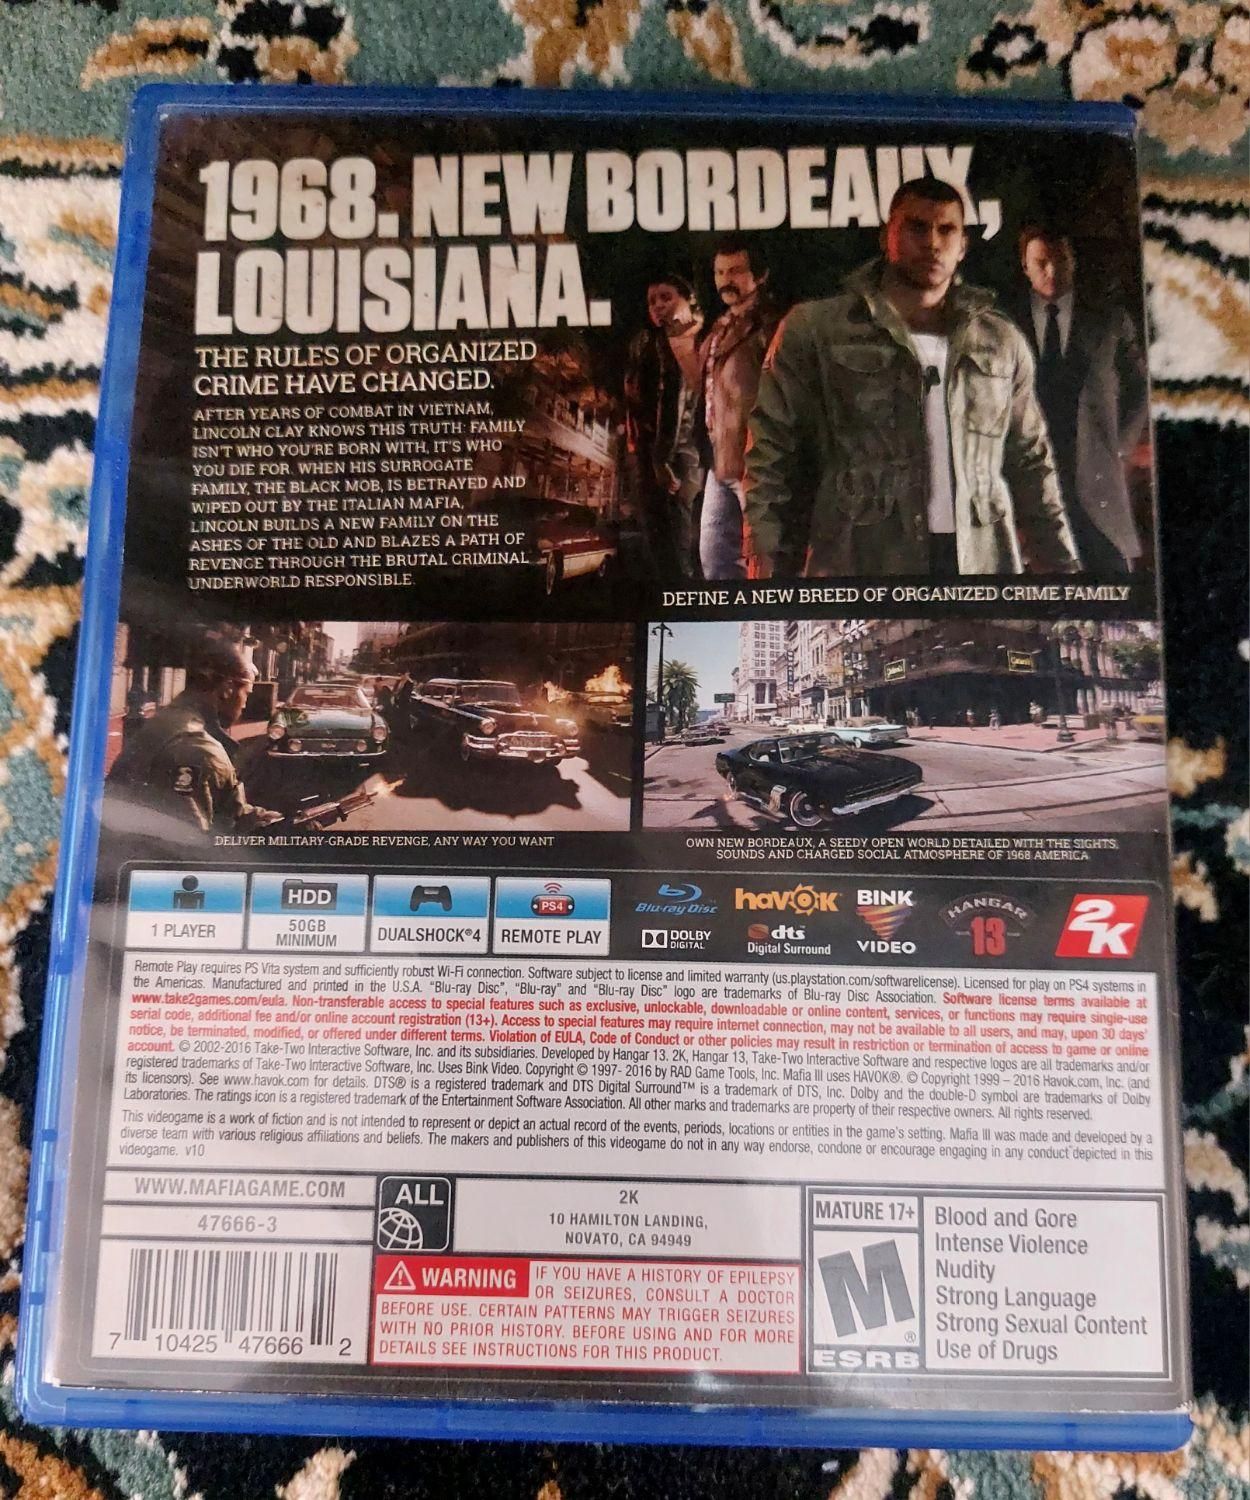 1968. NEW BORDEAUX,
LOUISIANA.
THE RULES OF ORGANIZED
CRIME HAVE CHANGED.
AFTER YEARS OF COMBAT IN VIETNAM,
LINCOLN CLAY KNOWS THIS TRUTH: FAMILY
ISN'T WHO YOU'RE BORN WITH, IT'S WHO
YOU DIE FOR. WHEN HIS SURROGATE
FAMILY, THE BLACK MOB, IS BETRAYED AND
WIPED OUT BY THE ITALIAN MAFIA,
LINCOLN BUILDS A NEW FAMILY ON THE
ASHES OF THE OLD AND BLAZES A PATH OF
REVENGE THROUGH THE BRUTAL CRIMINAL
UNDERWORLD RESPONSIBLE.
DEFINE A NEW BREED OF ORGANIZED CRIME FAMILY
DELIVER MILITARY-GRADE REVENGE, ANY WAY YOU WANT
OWN NEW BORDEAUX, A SEEDY OPEN WORLD DETAILED WITH THE SIGHTS,
SOUNDS AND CHARGED SOCIAL ATMOSPHERE OF 1968 AMERICA
1 PLAYER
HDD
50GB
MINIMUM
DUALSHOCK®4
PS4
REMOTE PLAY
Blu-ray Disc
DOLBY
DIGITAL
havok
dts
Digital Surround
BINK
VIDEO
HANGAR
13
2K
Remote Play requires PS Vita system and sufficiently robust Wi-Fi connection. Software subject to license and limited warranty (us.playstation.com/softwarelicense). Licensed for play on PS4 systems in
the Americas. Manufactured and printed in the U.S.A. "Blu-ray Disc", "Blu-ray" and "Blu-ray Disc" logo are trademarks of Blu-ray Disc Association. Software license terms available at
www.take2games.com/eula. Non-transferable access to special features such as exclusive, unlockable, downloadable or online content, services, or functions may require single-use
serial code, additional fee and/or online account registration (13+). Access to special features may require internet connection, may not be available to all users, and may, upon 30 days'
notice, be terminated, modified, or offered under different terms. Violation of EULA, Code of Conduct or other policies may result in restriction or termination of access to game or online
account. © 2002-2016 Take-Two Interactive Software, Inc. and its subsidiaries. Developed by Hangar 13. 2K, Hangar 13, Take-Two Interactive Software and respective logos are all trademarks and/or
registered trademarks of Take-Two Interactive Software, Inc. Uses Bink Video. Copyright © 1997- 2016 by RAD Game Tools, Inc. Mafia III uses HAVOK®. © Copyright 1999 – 2016 Havok.com, Inc. (and
its licensors). See www.havok.com for details. DTS® is a registered trademark and DTS Digital Surround™ is a trademark of DTS, Inc. Dolby and the double-D symbol are trademarks of Dolby
Laboratories. The ratings icon is a registered trademark of the Entertainment Software Association. All other marks and trademarks are property of their respective owners. All rights reserved.
This videogame is a work of fiction and is not intended to represent or depict an actual record of the events, periods, locations or entities in the game's setting. Mafia III was made and developed by a
diverse team with various religious affiliations and beliefs. The makers and publishers of this videogame do not in any way endorse, condone or encourage engaging in any conduct depicted in this
videogame. v10
WWW.MAFIAGAME.COM
47666-3
7 10425 47666 2
ALL
2K
10 HAMILTON LANDING,
NOVATO, CA 94949
WARNING IF YOU HAVE A HISTORY OF EPILEPSY
OR SEIZURES, CONSULT A DOCTOR
BEFORE USE. CERTAIN PATTERNS MAY TRIGGER SEIZURES
WITH NO PRIOR HISTORY. BEFORE USING AND FOR MORE
DETAILS SEE INSTRUCTIONS FOR THIS PRODUCT.
MATURE 17+
M
®
ESRB
Blood and Gore
Intense Violence
Nudity
Strong Language
Strong Sexual Content
Use of Drugs